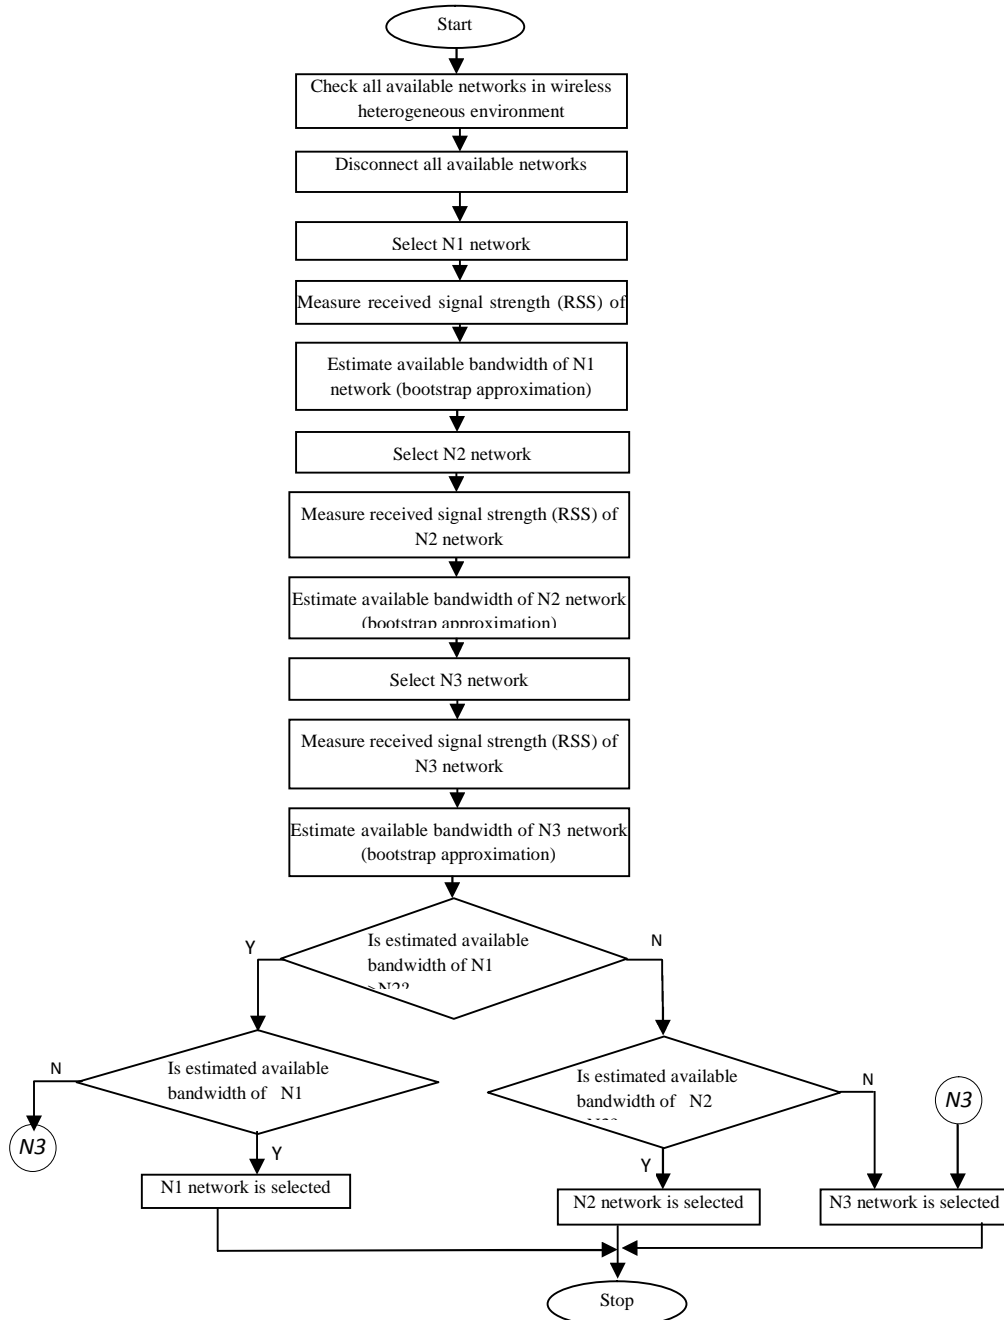 Start
Check all available networks in wireless
heterogeneous environment
Disconnect all available networks
Select N1 network
Measure received signal strength (RSS) of
Estimate available bandwidth of N1
network (bootstrap approximation)
Select N2 network
Measure received signal strength (RSS) of
N2 network
Estimate available bandwidth of N2 network
(bootstrap approximation)
Select N3 network
Measure received signal strength (RSS) of
N3 network
Estimate available bandwidth of N3 network
(bootstrap approximation)
Y
Is estimated available
bandwidth of N1
>N2?
N
N
Is estimated available
bandwidth of N1
Is estimated available
bandwidth of N2
N
N3
N3
Y
Y
N1 network is selected
N2 network is selected
N3 network is selected
Stop